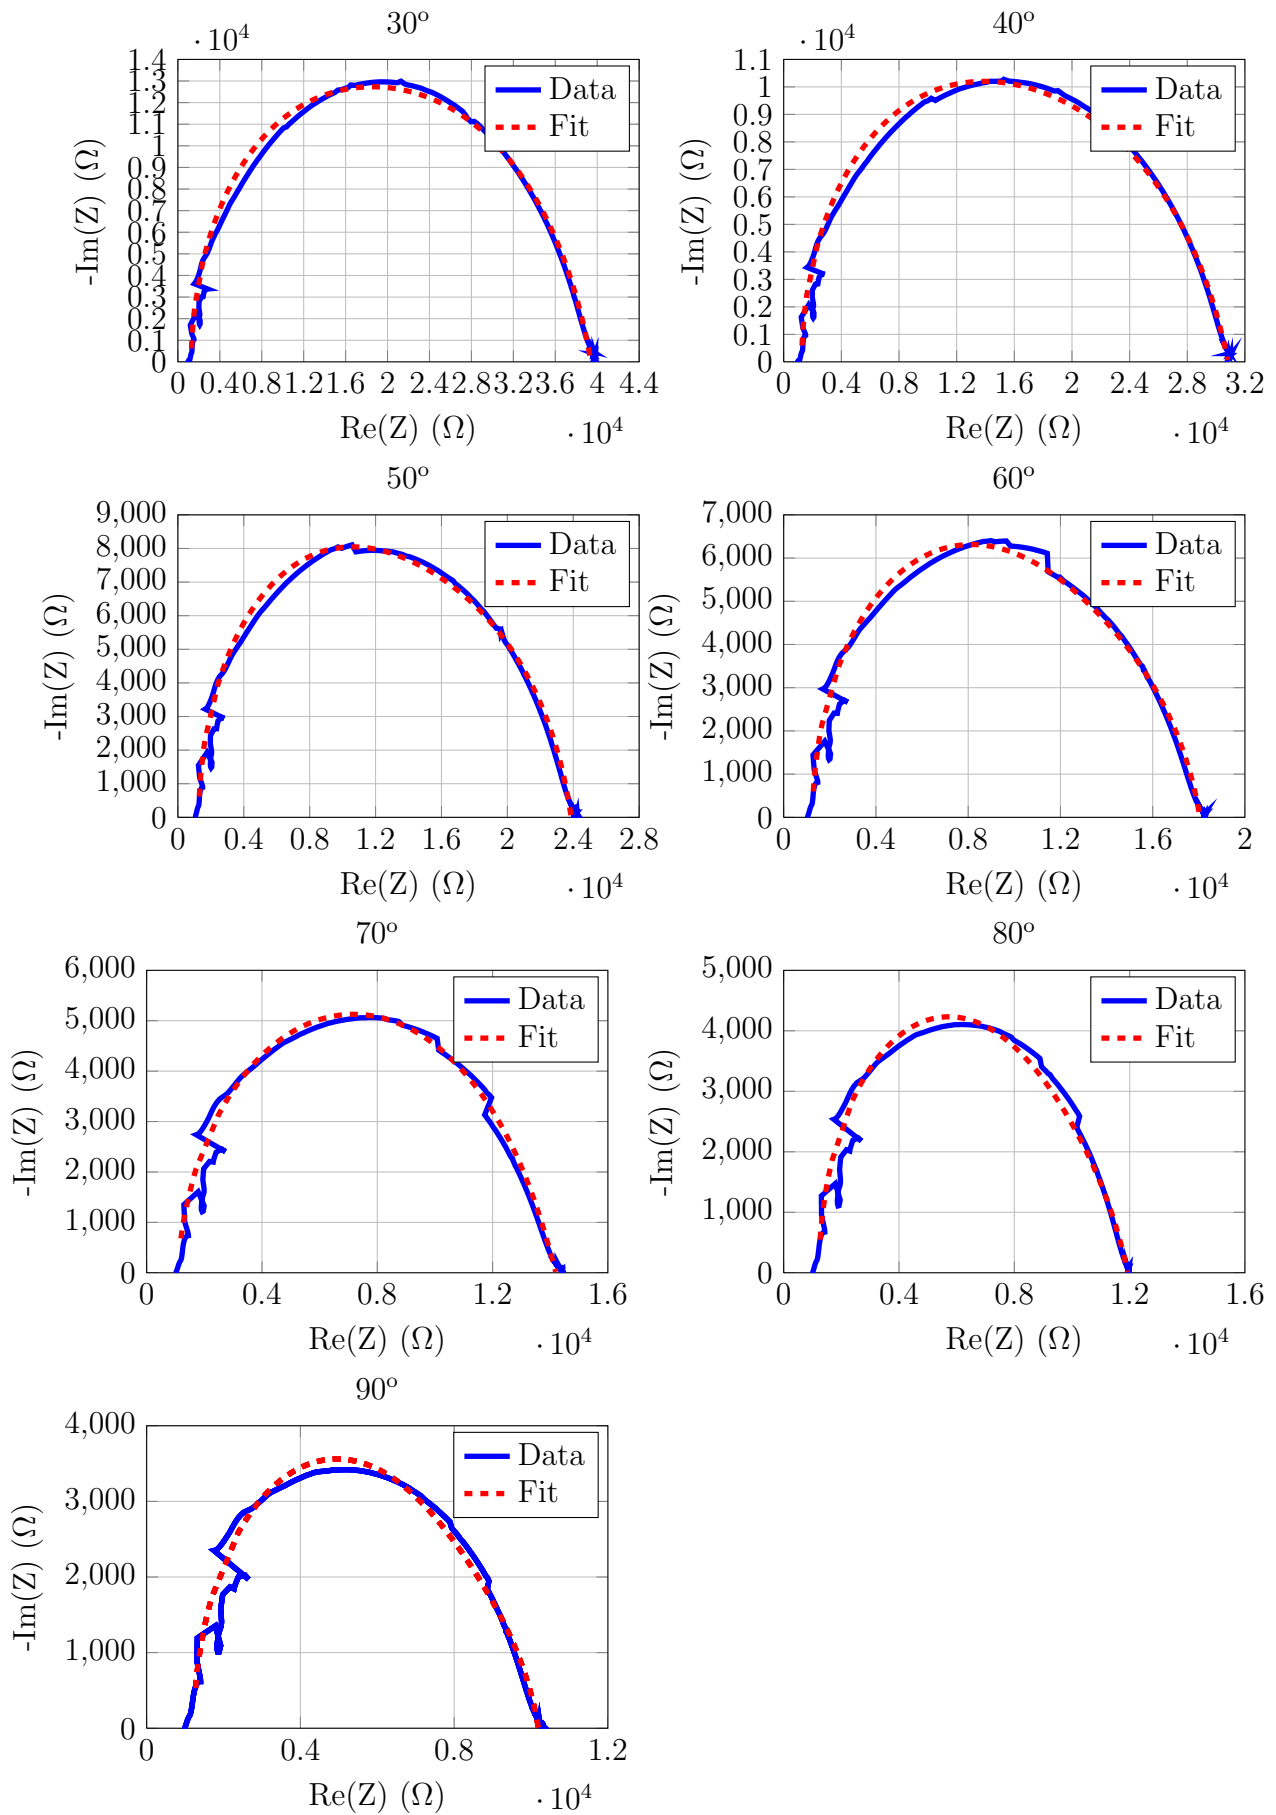 30º
·10⁴
1.4
1.3
1.2
1.1
1
0.9
0.8
0.7
0.6
0.5
0.4
0.3
0.2
0.1
0
-Im(Z) (Ω)
Data
Fit
0 0.4 0.8 1.2 1.6 2 2.4 2.8 3.2 3.6 4 4.4
Re(Z) (Ω)
·10⁴
40º
·10⁴
1.1
1
0.9
0.8
0.7
0.6
0.5
0.4
0.3
0.2
0.1
0
-Im(Z) (Ω)
Data
Fit
0 0.4 0.8 1.2 1.6 2 2.4 2.8 3.2
Re(Z) (Ω)
·10⁴
50º
9,000
8,000
7,000
6,000
5,000
4,000
3,000
2,000
1,000
0
-Im(Z) (Ω)
Data
Fit
0 0.4 0.8 1.2 1.6 2 2.4 2.8
Re(Z) (Ω)
·10⁴
60º
7,000
6,000
5,000
4,000
3,000
2,000
1,000
0
-Im(Z) (Ω)
Data
Fit
0 0.4 0.8 1.2 1.6 2
Re(Z) (Ω)
·10⁴
70º
6,000
5,000
4,000
3,000
2,000
1,000
0
-Im(Z) (Ω)
Data
Fit
0 0.4 0.8 1.2 1.6
Re(Z) (Ω)
·10⁴
80º
5,000
4,000
3,000
2,000
1,000
0
-Im(Z) (Ω)
Data
Fit
0 0.4 0.8 1.2 1.6
Re(Z) (Ω)
·10⁴
90º
4,000
3,000
2,000
1,000
0
-Im(Z) (Ω)
Data
Fit
0 0.4 0.8 1.2
Re(Z) (Ω)
·10⁴